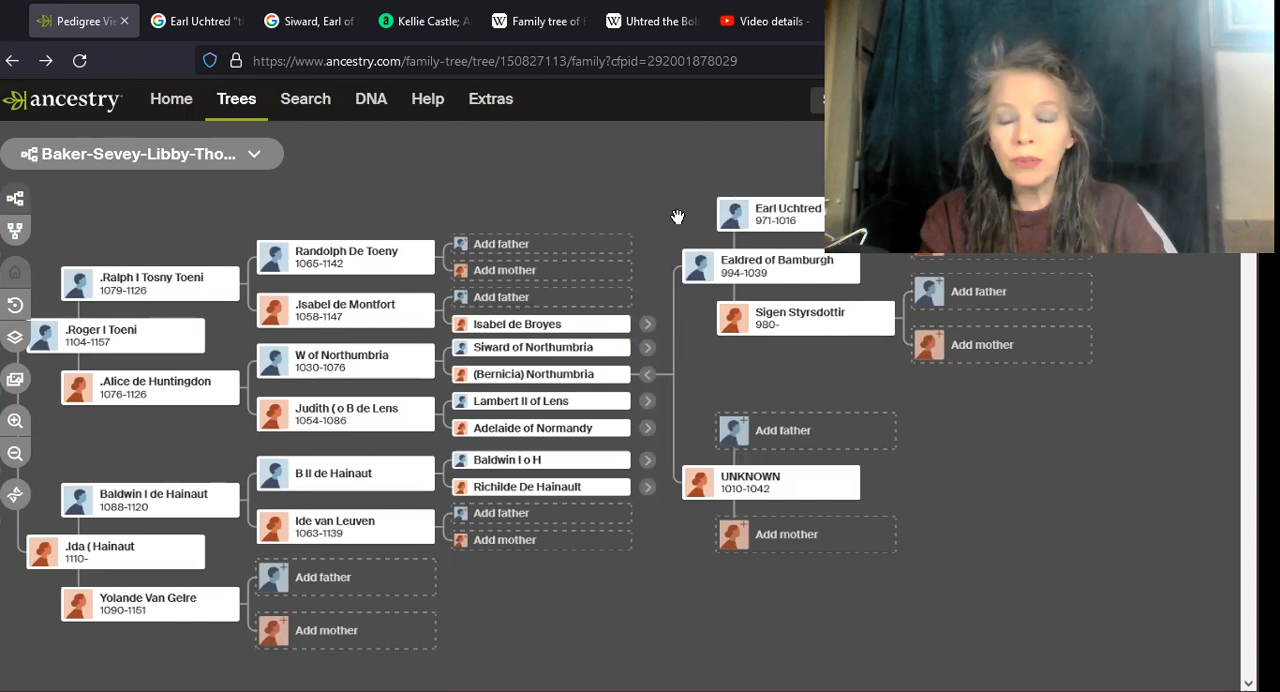 Pedigree Vie
Earl Uchtred "t
Siward, Earl of
Kellie Castle; A
Family tree of
Uhtred the Bol
Video details -
https://www.ancestry.com/family-tree/tree/150827113/family?cfpid=292001878029
ancestry
Home
Trees
Search
DNA
Help
Extras
S
Baker-Sevey-Libby-Tho...
.Ralph I Tosny Toeni
1079-1126
.Roger I Toeni
1104-1157
.Alice de Huntingdon
1076-1126
Baldwin I de Hainaut
1088-1120
.Ida ( Hainaut
1110-
Yolande Van Gelre
1090-1151
Randolph De Toeny
1065-1142
.Isabel de Montfort
1058-1147
W of Northumbria
1030-1076
Judith ( o B de Lens
1054-1086
B II de Hainaut
Ide van Leuven
1063-1139
Add father
Add mother
Add father
Add mother
Add father
Isabel de Broyes
Siward of Northumbria
(Bernicia) Northumbria
Lambert II of Lens
Adelaide of Normandy
Baldwin I o H
Richilde De Hainault
Add father
Add mother
Earl Uchtred
971-1016
Ealdred of Bamburgh
994-1039
Sigen Styrsdottir
980-
Add father
UNKNOWN
1010-1042
Add mother
Add father
Add mother